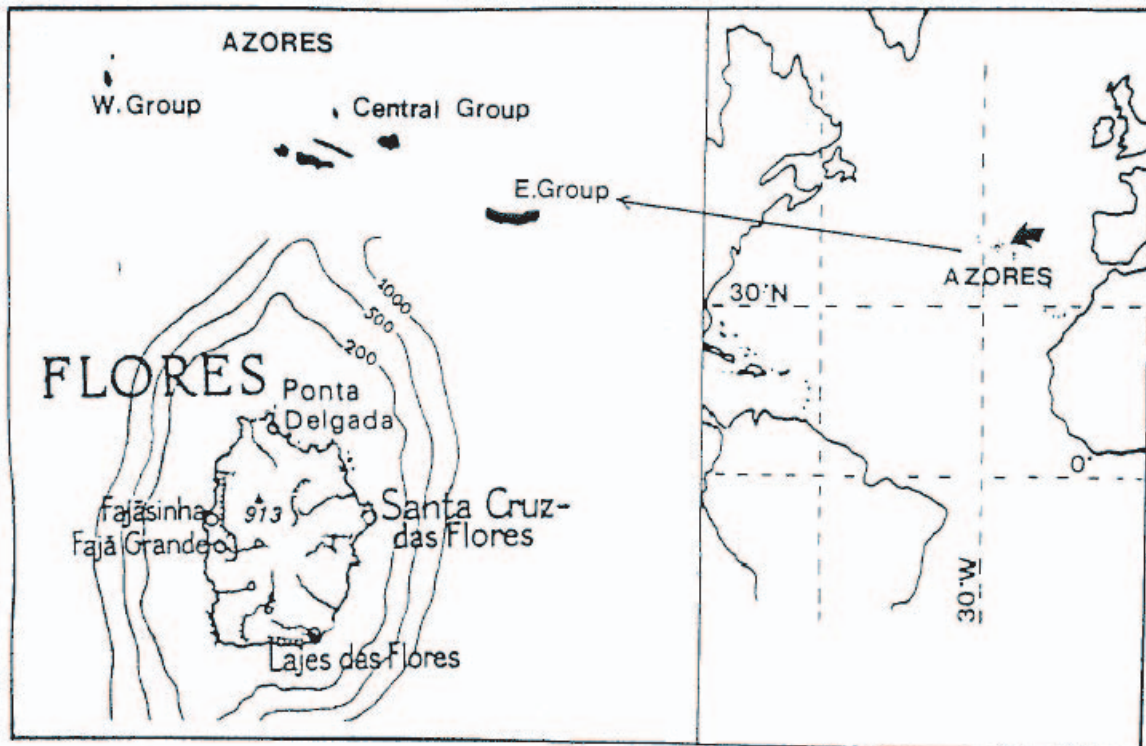 AZORES
W. Group
Central Group
E. Group
1000
500
200
FLORES
Ponta
Delgada
Fajãsinha
913
Santa Cruz-
das Flores
Fajã Grande
Lajes das Flores
AZORES
30°N
0°
30°W